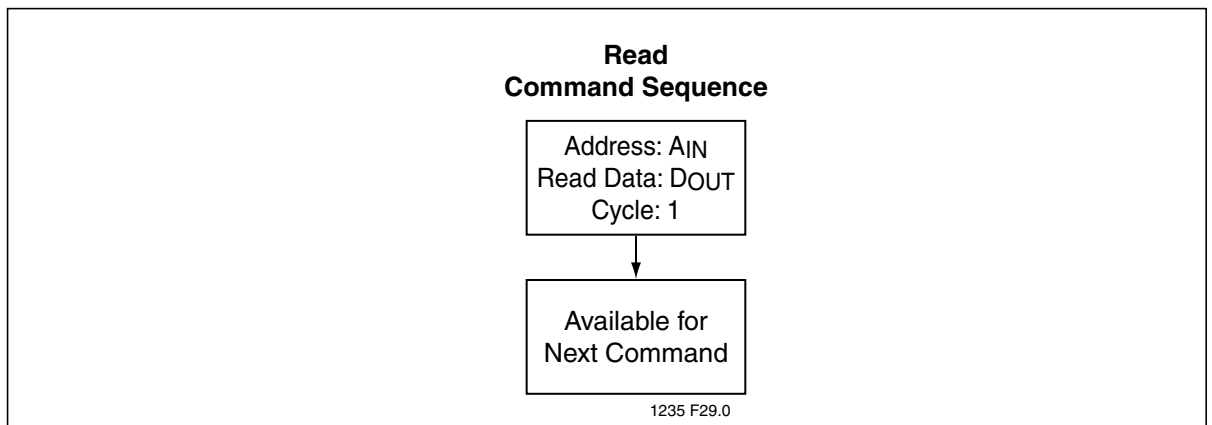 Read
Command Sequence
Address: AIN
Read Data: DOUT
Cycle: 1
Available for
Next Command
1235 F29.0